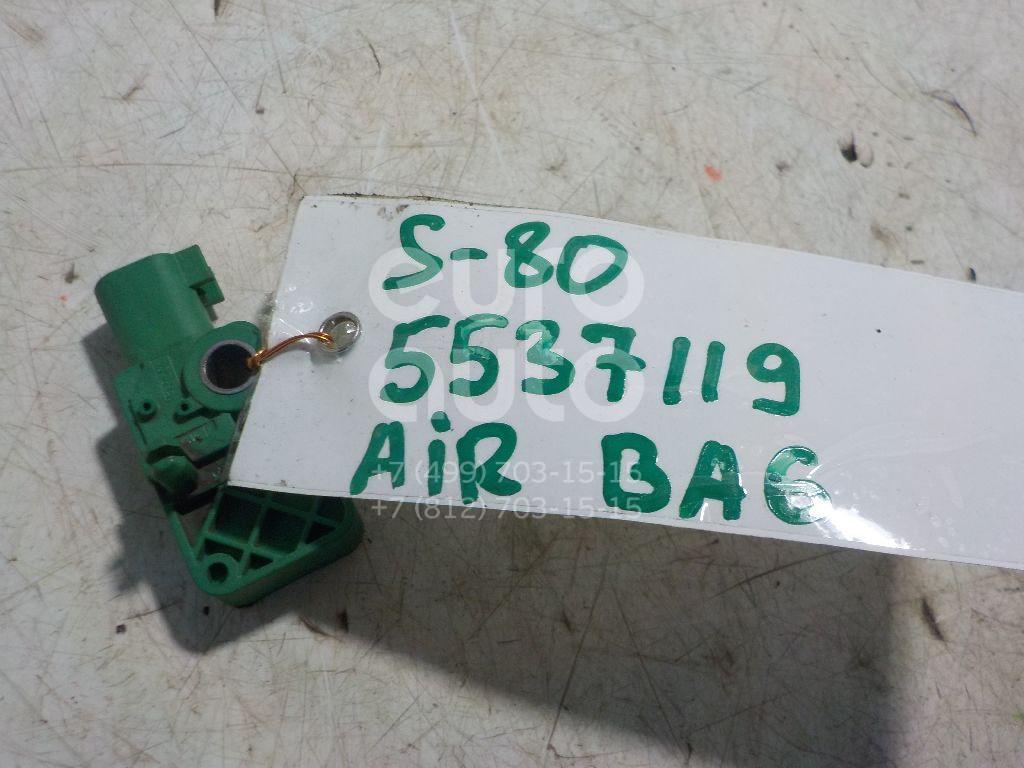 S-80
5537119
AiR BAG
euro
auto
+7 (499) 703-15-15
+7 (812) 703-15-15